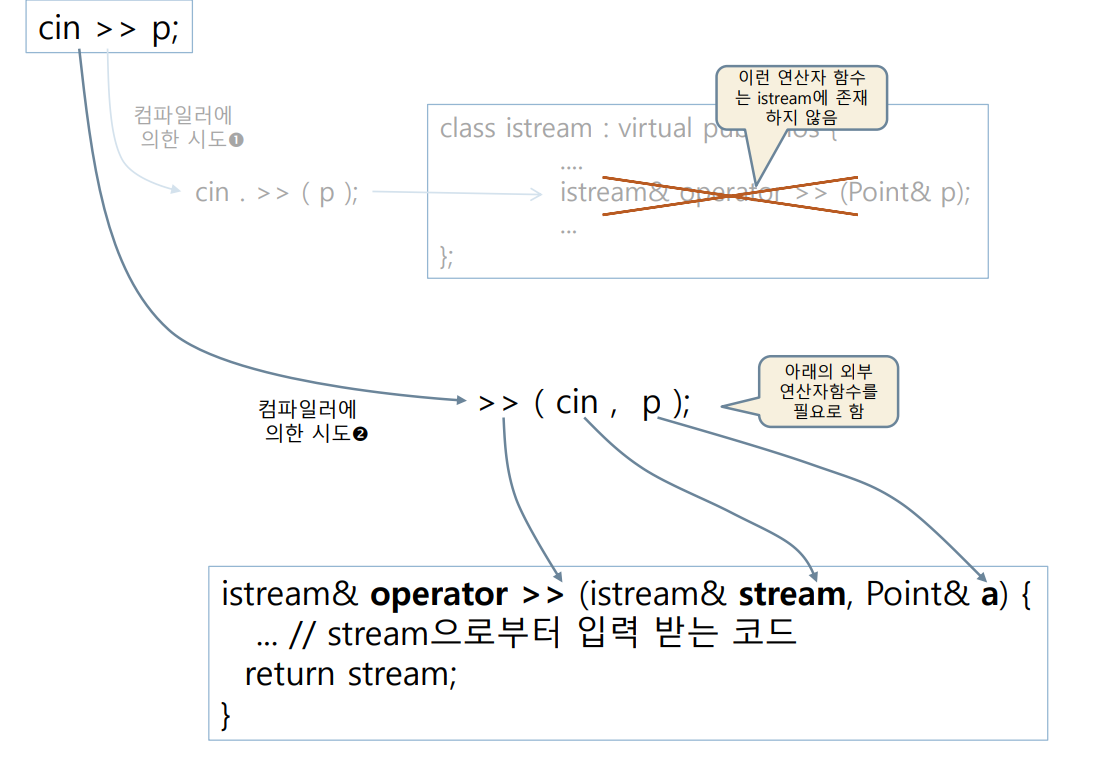 cin >> p;
이런 연산자 함수
는 istream에 존재
하지 않음
컴파일러에
의한 시도❶
class istream : virtual pub ios {
....
cin . >> ( p );
istream& operator >> (Point& p);
...
};
아래의 외부
연산자함수를
필요로 함
>> ( cin , p );
컴파일러에
의한 시도❷
istream& operator >> (istream& stream, Point& a) {
... // stream으로부터 입력 받는 코드
return stream;
}